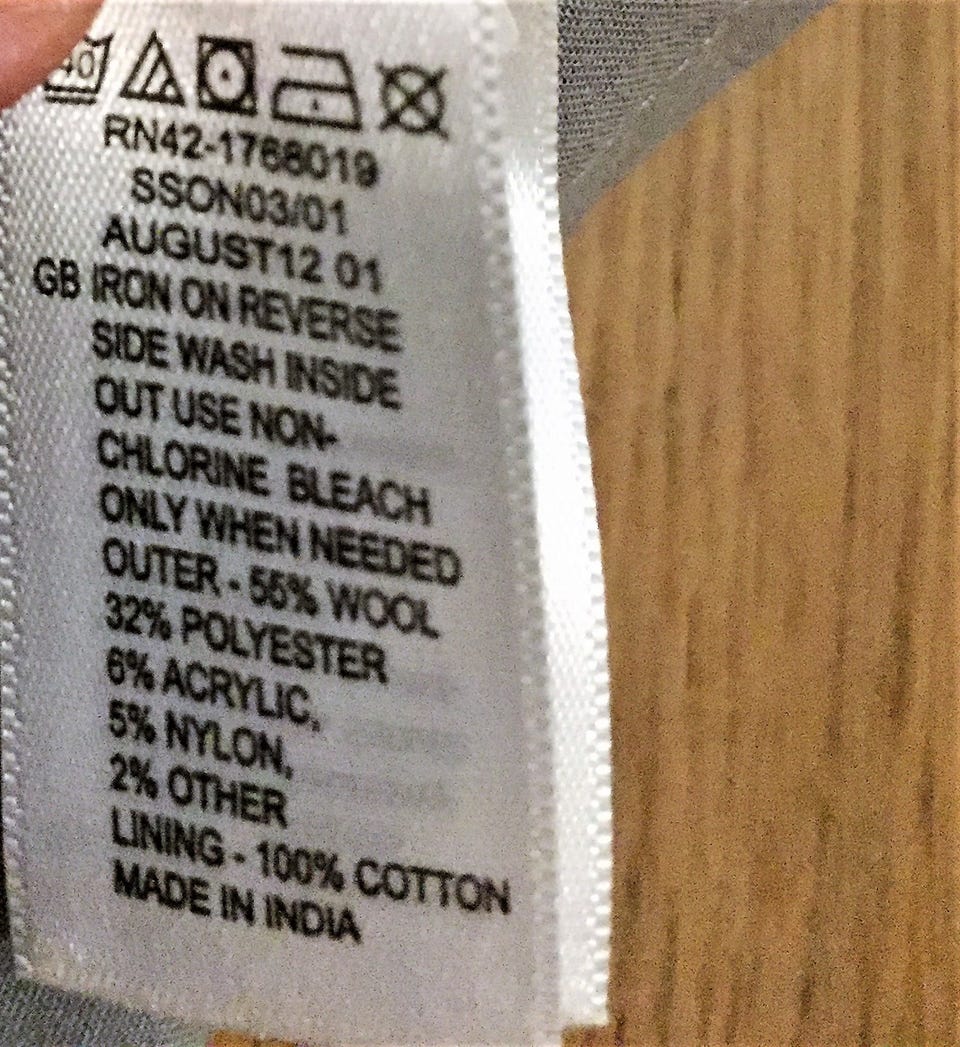 40
RN42-1768019
SSON03/01
AUGUST12 01
GB IRON ON REVERSE
SIDE WASH INSIDE
OUT USE NON-
CHLORINE BLEACH
ONLY WHEN NEEDED
OUTER - 55% WOOL
32% POLYESTER
6% ACRYLIC,
5% NYLON,
2% OTHER
LINING - 100% COTTON
MADE IN INDIA